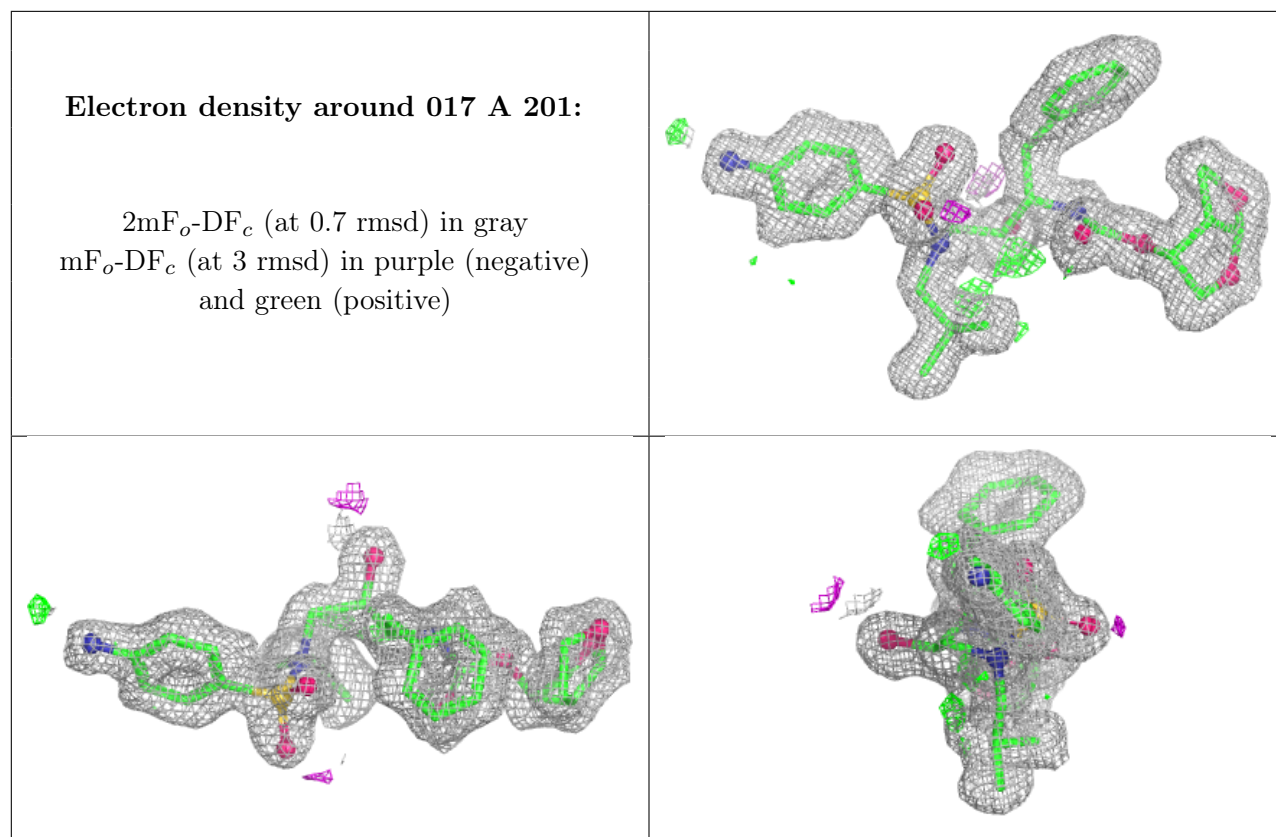 Electron density around 017 A 201:
2mFo-DFc (at 0.7 rmsd) in gray
mFo-DFc (at 3 rmsd) in purple (negative)
and green (positive)